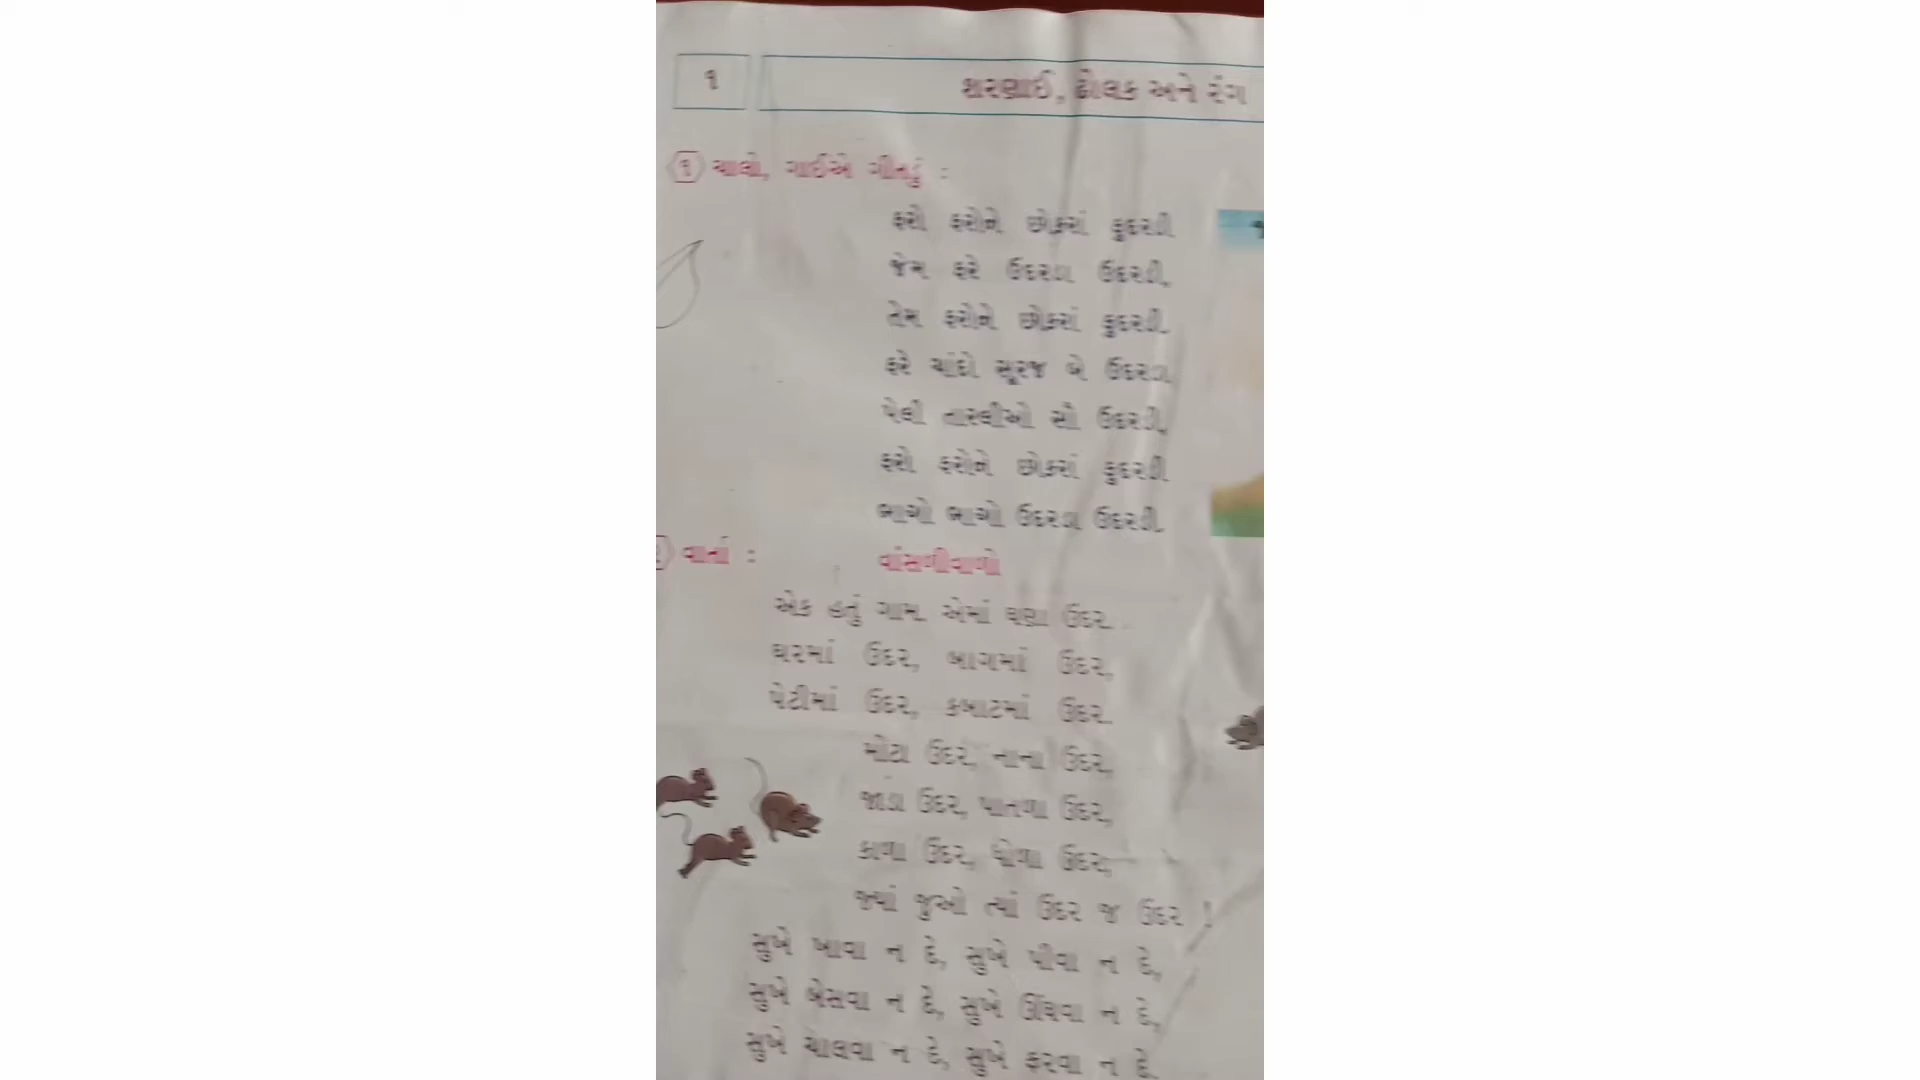 ૧
શરણાઈ, ઢોલક અને રંગ
૧ ચાલો, ગાઈએ ગીતડું :
ફરો ફરોને છોકરાં ફુદરડી
જેમ ફરે ઉંદરડા ઉંદરડી,
તેમ ફરોને છોકરાં ફુદરડી.
ફરે ચાંદો સૂરજ બે ઉંદરડા
પેલી તારલીઓ સૌ ઉંદરડી,
ફરો ફરોને છોકરાં ફુદરડી
ભાગો ભાગો ઉંદરડા ઉંદરડી.
વાર્તા : વાંસળીવાળો
એક હતું ગામ. એમાં ઘણા ઉંદર.
ઘરમાં ઉંદર, બાગમાં ઉંદર,
પેટીમાં ઉંદર, કબાટમાં ઉંદર.
મોટા ઉંદર, નાના ઉંદર,
જાડા ઉંદર, પાતળા ઉંદર,
કાળા ઉંદર, ધોળા ઉંદર,
જ્યાં જુઓ ત્યાં ઉંદર જ ઉંદર !
સુખે ખાવા ન દે, સુખે પીવા ન દે,
સુખે બેસવા ન દે, સુખે ઊંઘવા ન દે,
સુખે ચાલવા ન દે, સુખે ફરવા ન દે.